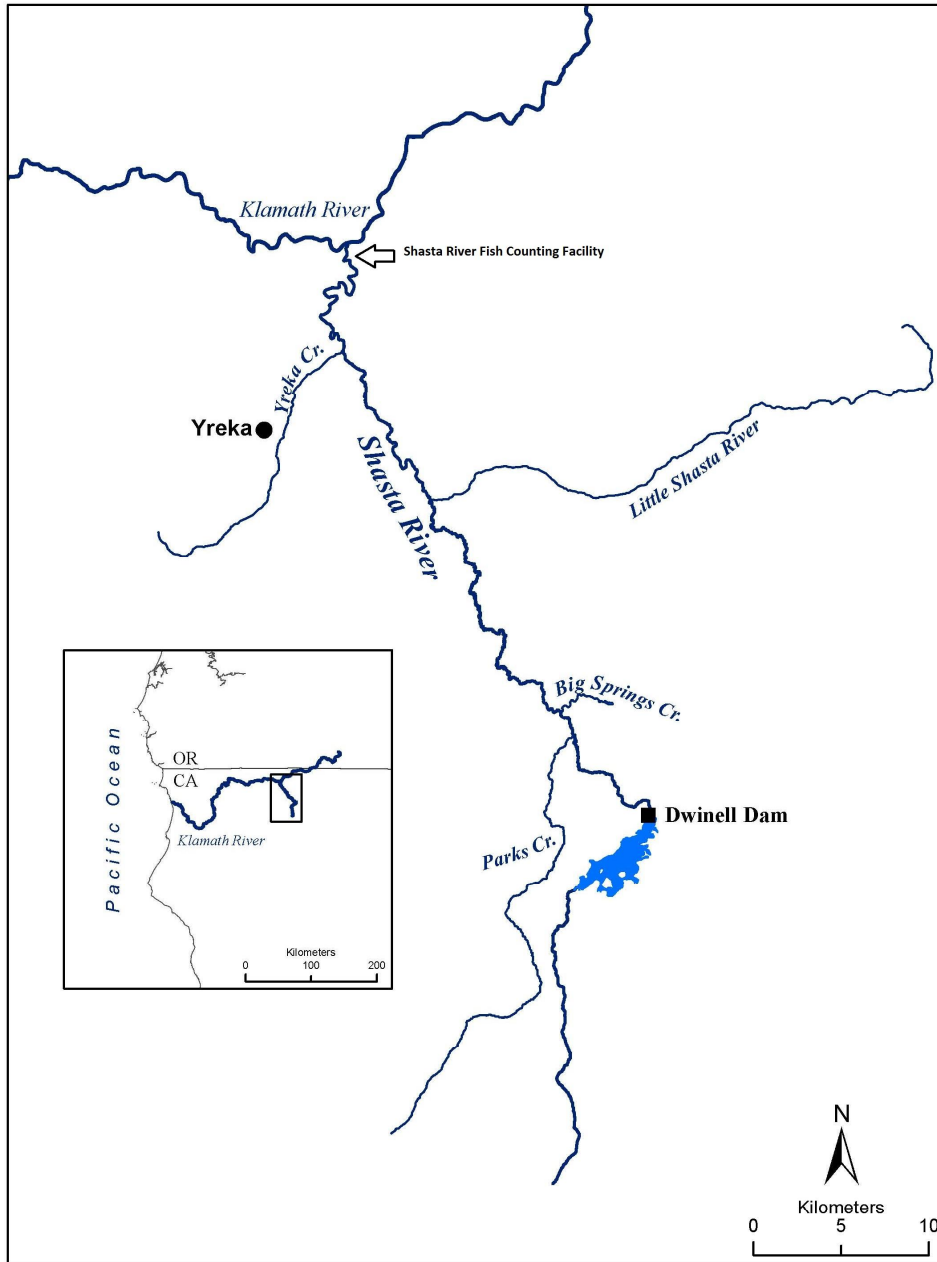 Klamath River
Shasta River Fish Counting Facility
Yreka Cr.
Yreka
Shasta River
Little Shasta River
Big Springs Cr.
Dwinell Dam
Parks Cr.
Pacific Ocean
OR
CA
Klamath River
Kilometers
0 100 200
N
Kilometers
0 5 10